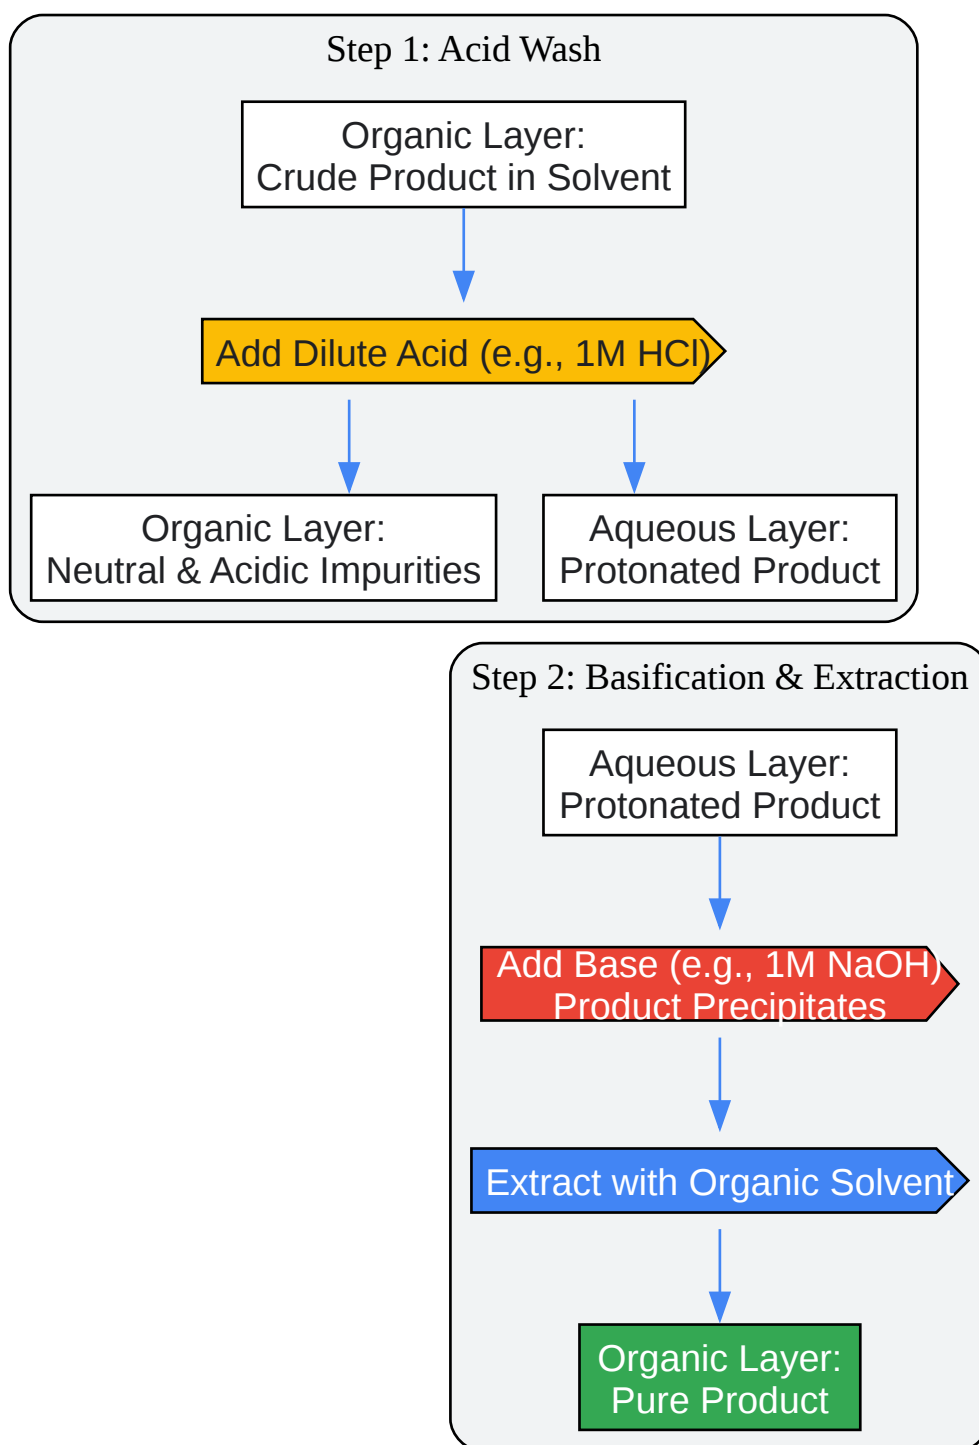 Step 1: Acid Wash
Organic Layer:
Crude Product in Solvent
Add Dilute Acid (e.g., 1M HCl)
Organic Layer:
Neutral & Acidic Impurities
Aqueous Layer:
Protonated Product
Step 2: Basification & Extraction
Aqueous Layer:
Protonated Product
Add Base (e.g., 1M NaOH)
Product Precipitates
Extract with Organic Solvent
Organic Layer:
Pure Product